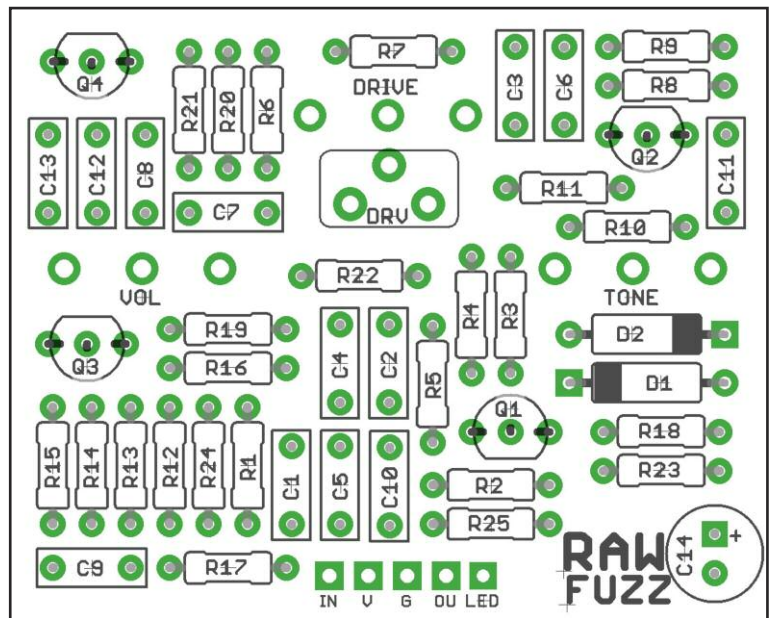 Q4
R21
R20
R6
R7
DRIVE
C3
C6
R9
R8
Q2
C11
C13
C12
C8
C7
DRV
R11
R10
VOL
R22
R4
R3
TONE
Q3
R19
R16
C4
C2
R5
D2
D1
Q1
R15
R14
R13
R12
R24
R1
C1
C5
C10
R18
R23
R2
R25
C9
R17
RAW
FUZZ
C14
+
IN V G OU LED